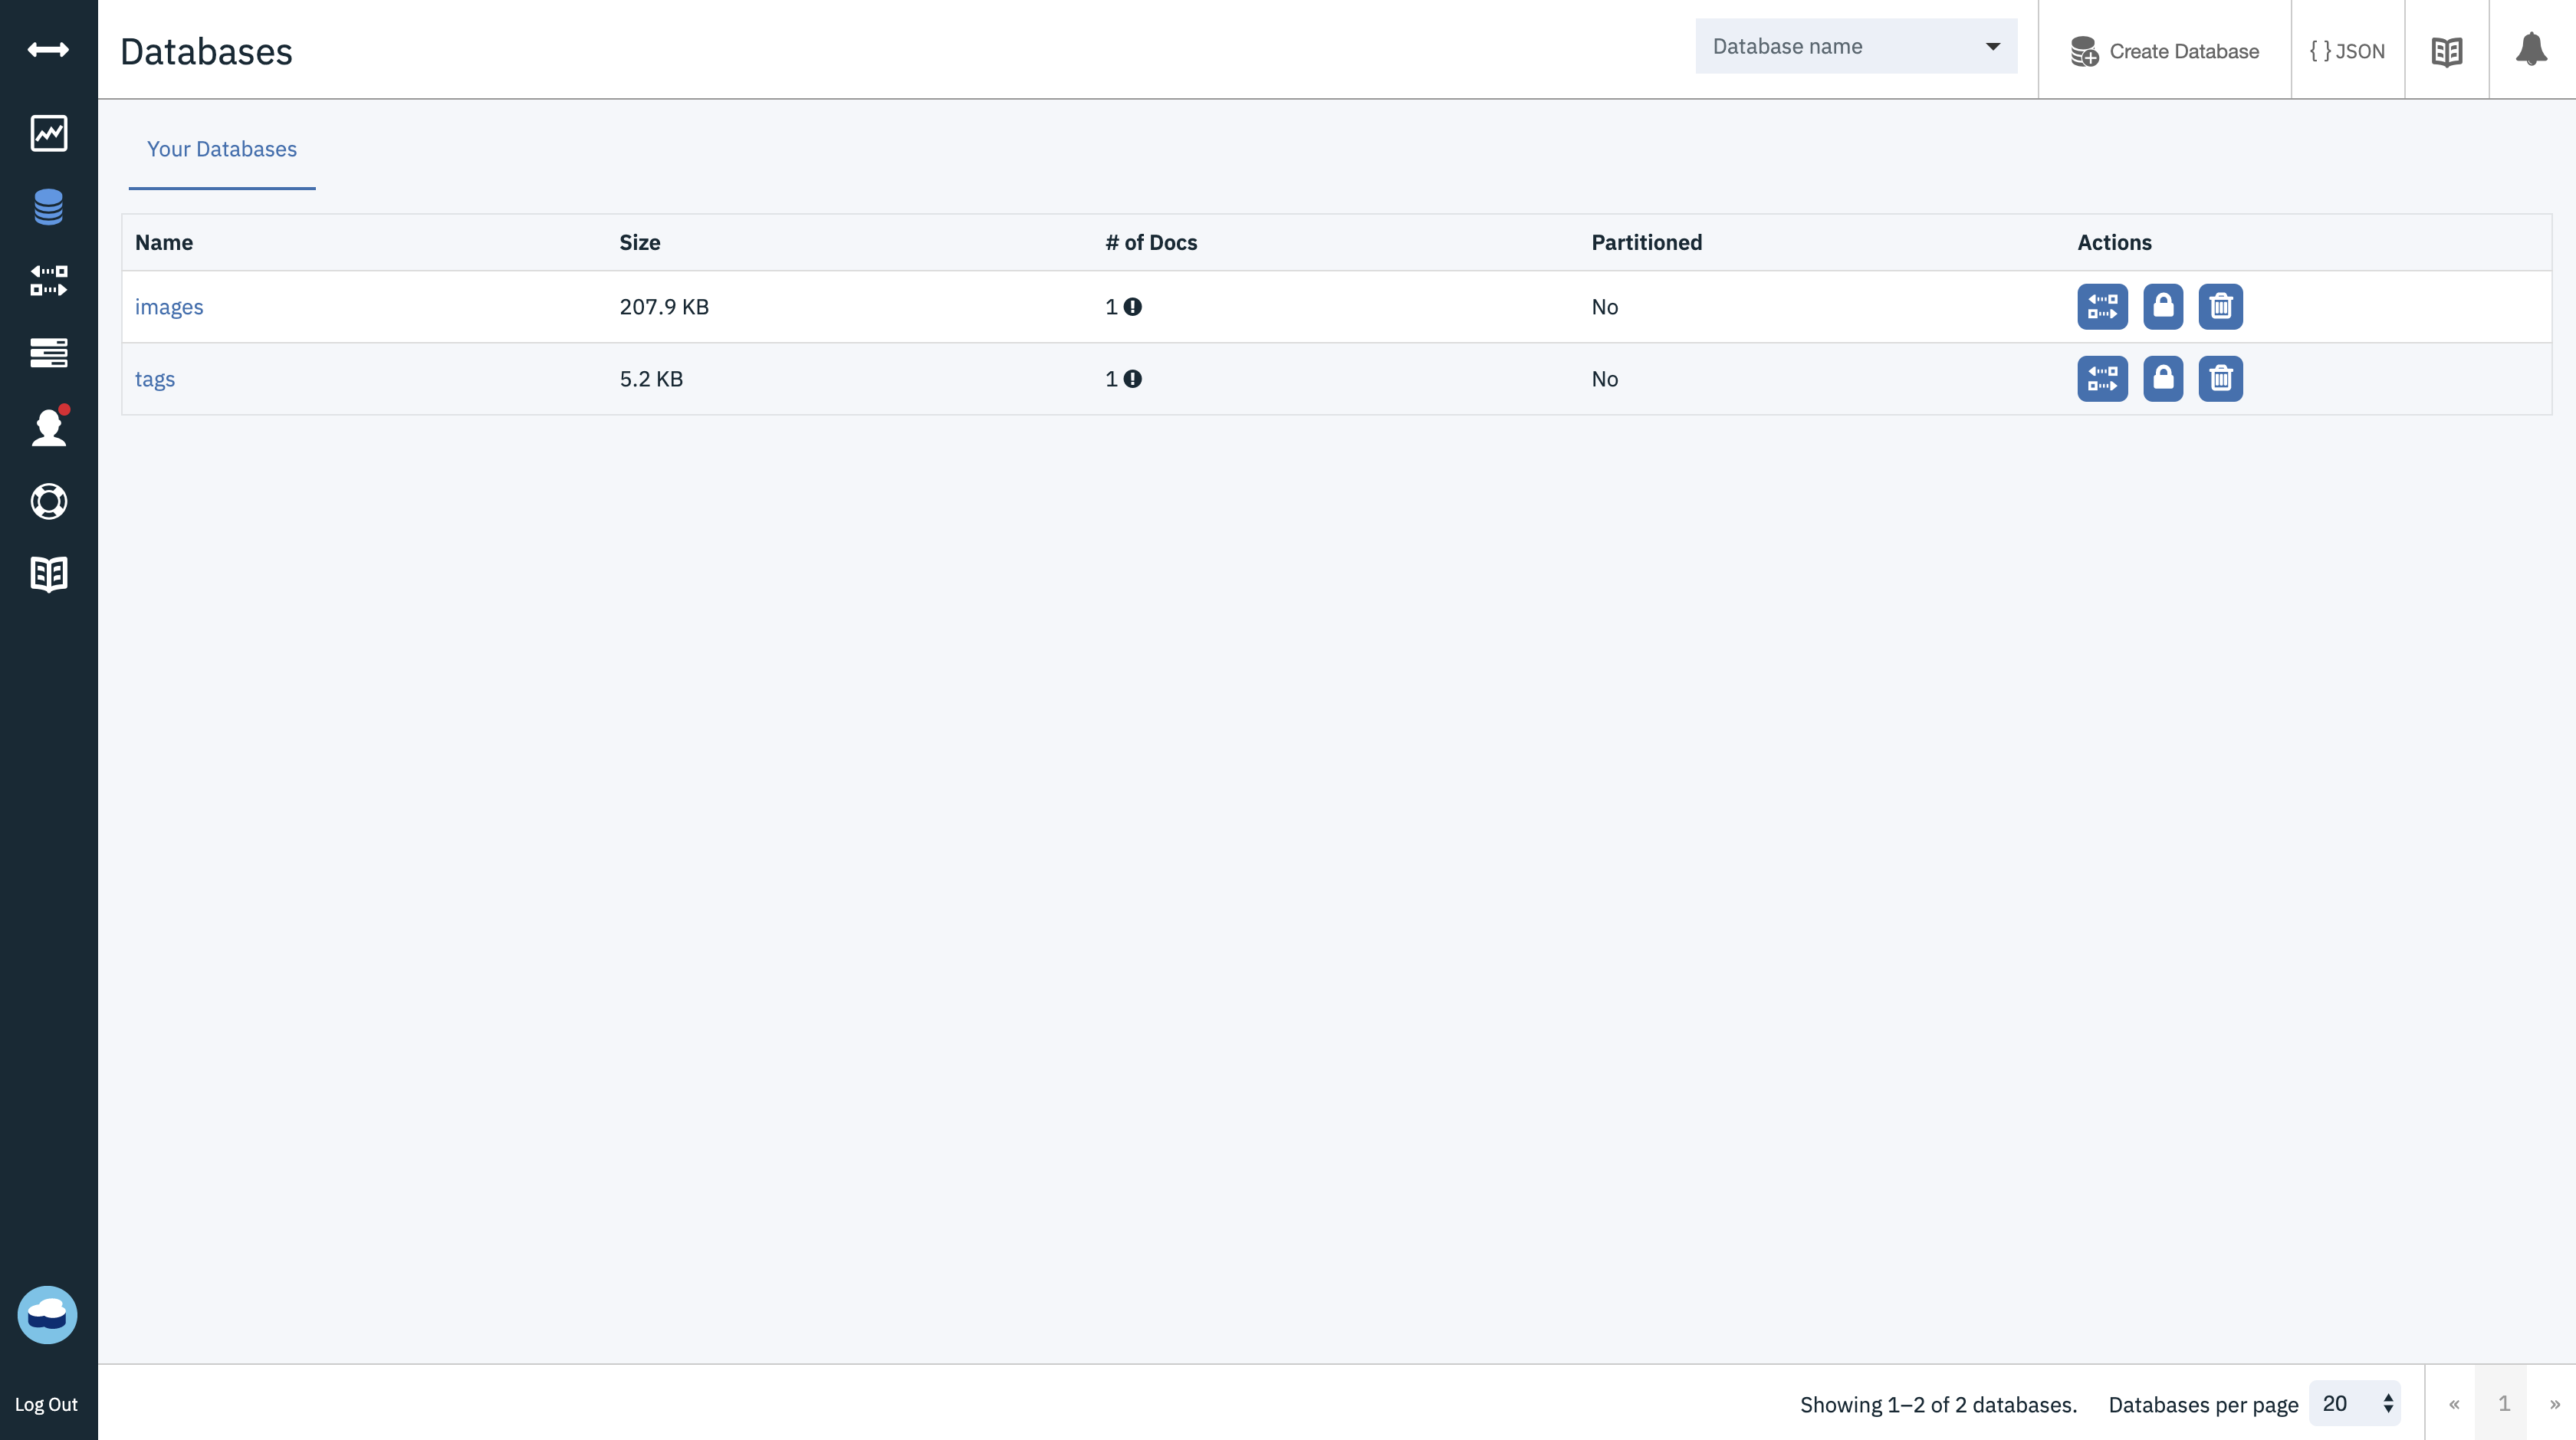 Databases
Database name
Create Database
{ } JSON
Your Databases
Name Size # of Docs Partitioned Actions
images 207.9 KB 1 No
tags 5.2 KB 1 No
Log Out
Showing 1–2 of 2 databases. Databases per page 20 « 1 »